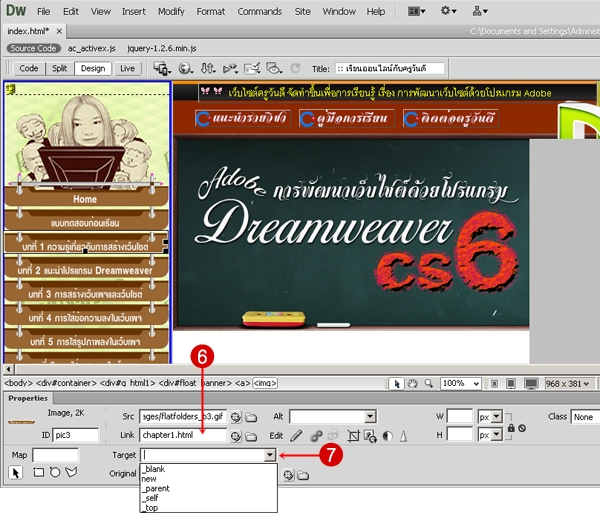 Dw File Edit View Insert Modify Format Commands Site Window Help
index.html* × C:\Documents and Settings\Administ
Source Code ac_activex.js jquery-1.2.6.min.js
Code Split Design Live Title: :: เรียนออนไลน์กับครูวันดี
เว็บไซต์ครูวันดี จัดทำขึ้นเพื่อการเรียนรู้ เรื่อง การพัฒนาเว็บไซต์ด้วยโปรแกรม Adobe
แนะนำรายวิชา คู่มือการเรียน ติดต่อครูวันดี
Adobe การพัฒนาเว็บไซต์ด้วยโปรแกรม
Dreamweaver
cs6
Home
แบบทดสอบก่อนเรียน
บทที่ 1 ความรู้เกี่ยวกับการสร้างเว็บไซต์
บทที่ 2 แนะนำโปรแกรม Dreamweaver
บทที่ 3 การสร้างเว็บเพจและเว็บไซต์
บทที่ 4 การใส่ข้อความลงในเว็บเพจ
บทที่ 5 การใส่รูปภาพลงในเว็บเพจ
6
<body> <div#container> <div#g_html1> <div#float_banner> <a> <img> 100% 968 x 381
Properties
Image, 2K Src ages/flatfolders_b3.gif Alt W px Class None
ID pic3 Link chapter1.html Edit H px
Map Target 7
Original
_blank
new
_parent
_self
_top